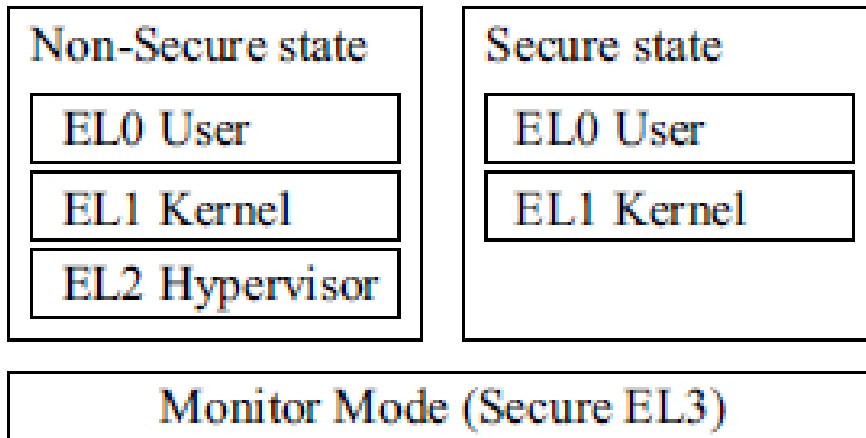 Non-Secure state
EL0 User
EL1 Kernel
EL2 Hypervisor
Secure state
EL0 User
EL1 Kernel
Monitor Mode (Secure EL3)